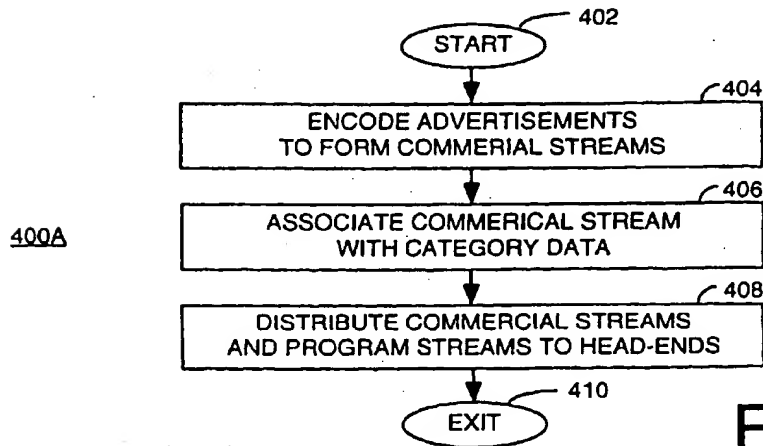 402
START
404
ENCODE ADVERTISEMENTS
TO FORM COMMERIAL STREAMS
406
400A
ASSOCIATE COMMERICAL STREAM
WITH CATEGORY DATA
408
DISTRIBUTE COMMERCIAL STREAMS
AND PROGRAM STREAMS TO HEAD-ENDS
410
EXIT